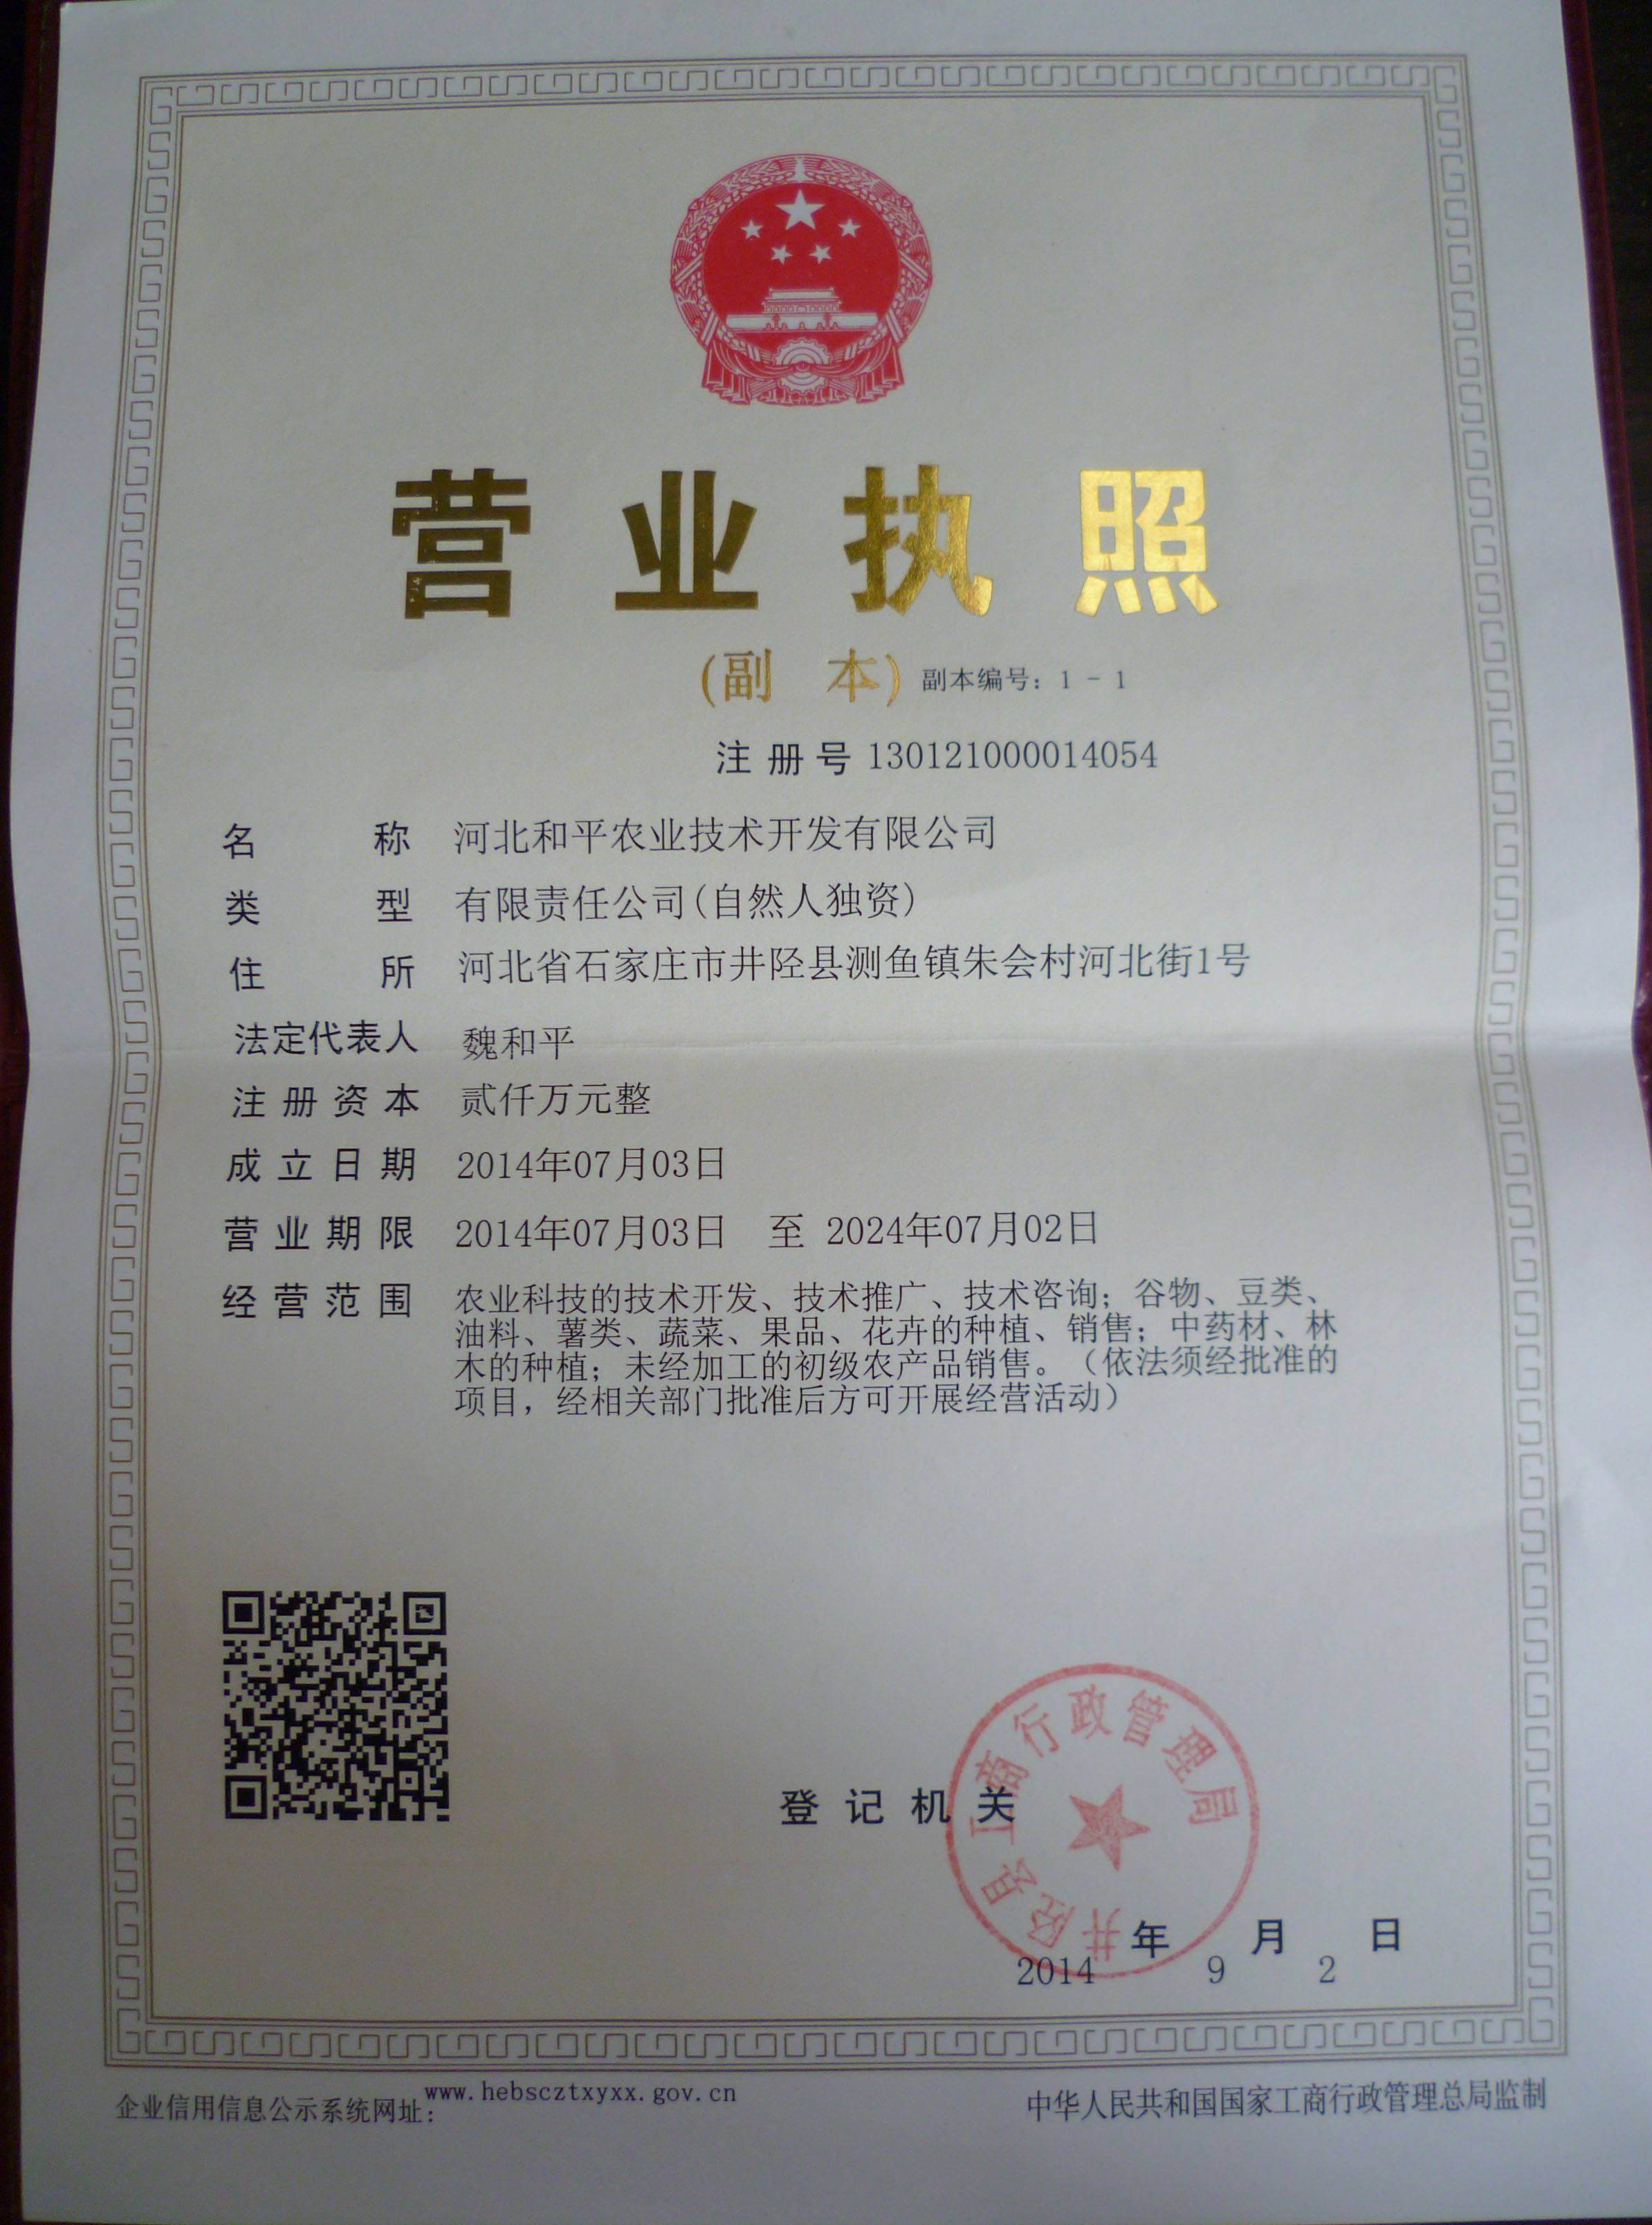 营业执照
(副 本) 副本编号：1 - 1
注册号 130121000014054
名 称 河北和平农业技术开发有限公司
类 型 有限责任公司(自然人独资)
住 所 河北省石家庄市井陉县测鱼镇朱会村河北街1号
法定代表人 魏和平
注册资本 贰仟万元整
成立日期 2014年07月03日
营业期限 2014年07月03日 至 2024年07月02日
经营范围 农业科技的技术开发、技术推广、技术咨询；谷物、豆类、
油料、薯类、蔬菜、果品、花卉的种植、销售；中药材、林
木的种植；未经加工的初级农产品销售。（依法须经批准的
项目，经相关部门批准后方可开展经营活动）
井陉县工商行政管理局
登记机关
2014年9月2日
企业信用信息公示系统网址：www.hebscztxyxx.gov.cn
中华人民共和国国家工商行政管理总局监制